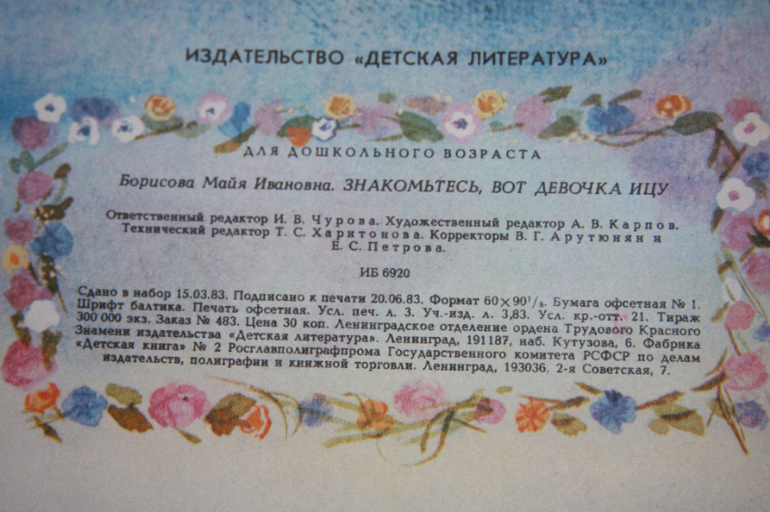 ИЗДАТЕЛЬСТВО «ДЕТСКАЯ ЛИТЕРАТУРА»
ДЛЯ ДОШКОЛЬНОГО ВОЗРАСТА
Борисова Майя Ивановна. ЗНАКОМЬТЕСЬ, ВОТ ДЕВОЧКА ИЦУ
Ответственный редактор И. В. Чурова. Художественный редактор А. В. Карпов.
Технический редактор Т. С. Харитонова. Корректоры В. Г. Арутюнян и
Е. С. Петрова.
ИБ 6920
Сдано в набор 15.03.83. Подписано к печати 20.06.83. Формат 60×90¹/₈. Бумага офсетная № 1.
Шрифт балтика. Печать офсетная. Усл. печ. л. 3. Уч.-изд. л. 3,83. Усл. кр.-отт. 21. Тираж
300 000 экз. Заказ № 483. Цена 30 коп. Ленинградское отделение ордена Трудового Красного
Знамени издательства «Детская литература». Ленинград, 191187, наб. Кутузова, 6. Фабрика
«Детская книга» № 2 Росглавполиграфпрома Государственного комитета РСФСР по делам
издательств, полиграфии и книжной торговли. Ленинград, 193036, 2-я Советская, 7.